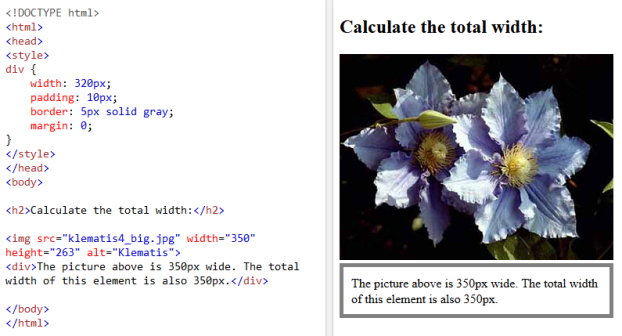 <!DOCTYPE html>
<html>
<head>
<style>
div {
    width: 320px;
    padding: 10px;
    border: 5px solid gray;
    margin: 0;
}
</style>
</head>
<body>
<h2>Calculate the total width:</h2>
<img src="klematis4_big.jpg" width="350"
height="263" alt="Klematis">
<div>The picture above is 350px wide. The total
width of this element is also 350px.</div>
</body>
</html>
Calculate the total width:
The picture above is 350px wide. The total width
of this element is also 350px.